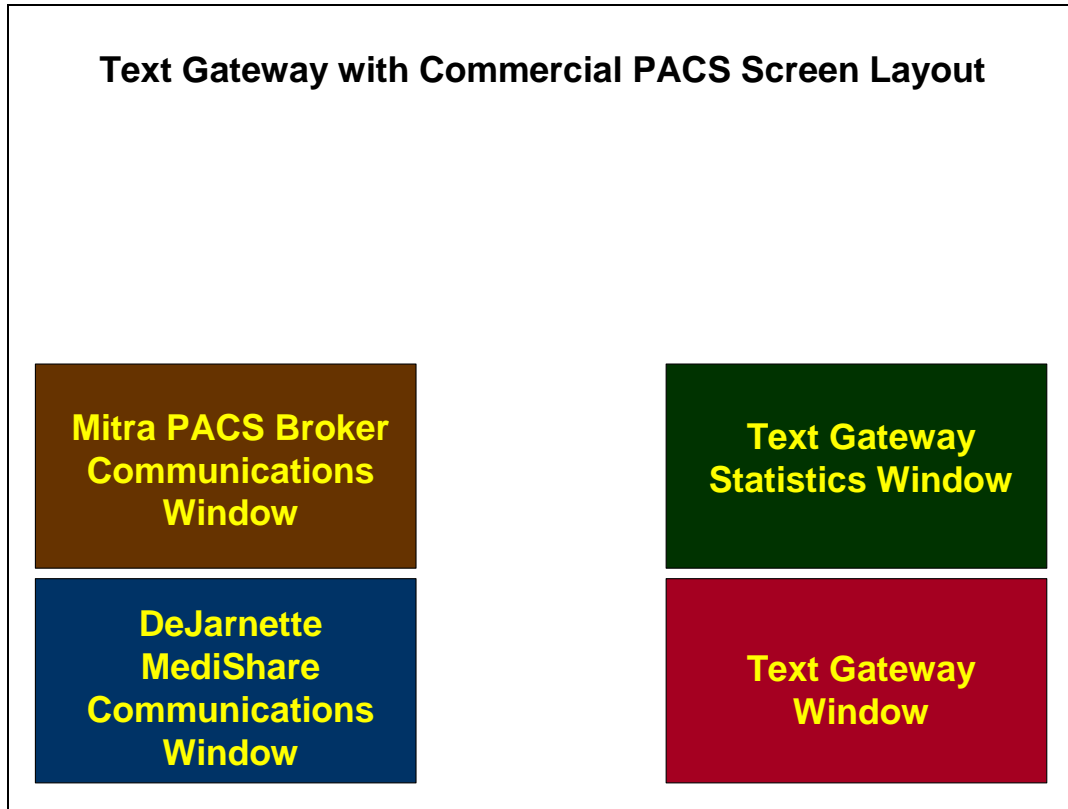 Text Gateway with Commercial PACS Screen Layout
Mitra PACS Broker
Communications
Window
Text Gateway
Statistics Window
DeJarnette
MediShare
Communications
Window
Text Gateway
Window